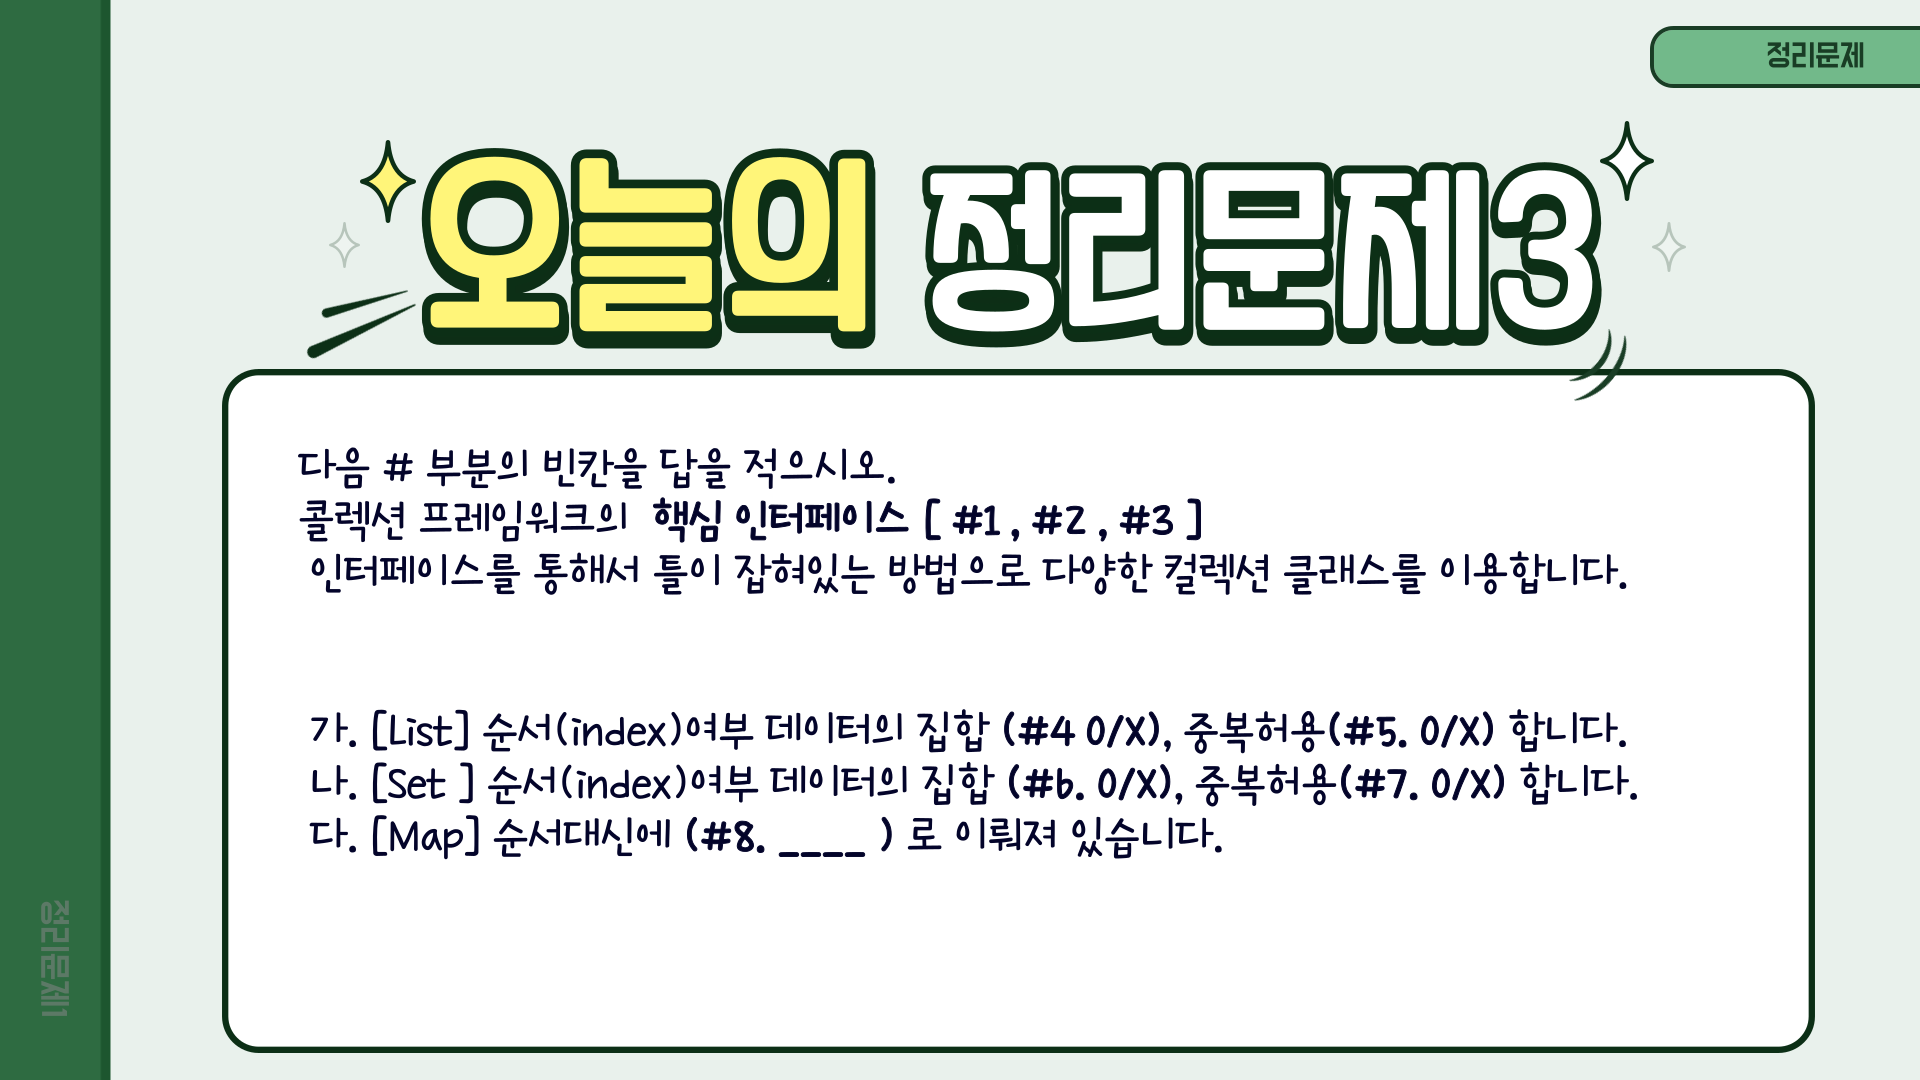 정리문제
오늘의 정리문제3
다음 # 부분의 빈칸을 답을 적으시오.
콜렉션 프레임워크의 핵심 인터페이스 [ #1 , #2 , #3 ]
인터페이스를 통해서 틀이 잡혀있는 방법으로 다양한 컬렉션 클래스를 이용합니다.
가. [List] 순서(index)여부 데이터의 집합 (#4 O/X), 중복허용(#5. O/X) 합니다.
나. [Set ] 순서(index)여부 데이터의 집합 (#6. O/X), 중복허용(#7. O/X) 합니다.
다. [Map] 순서대신에 (#8. ____ ) 로 이뤄져 있습니다.
정리문제1